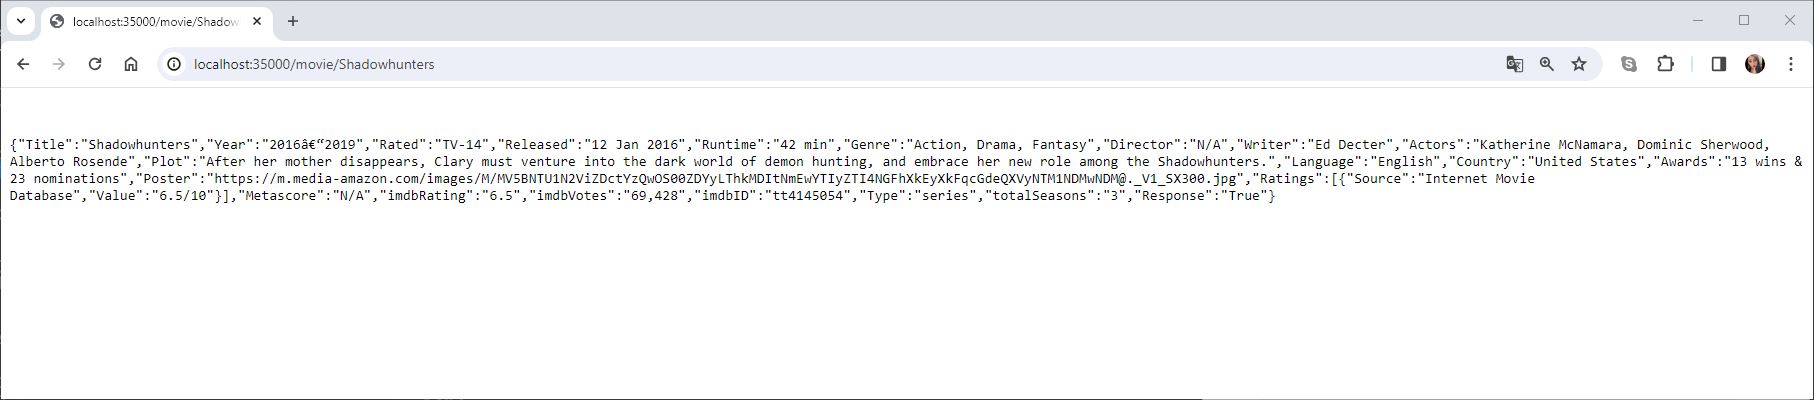 localhost:35000/movie/Shadow
localhost:35000/movie/Shadowhunters
{"Title":"Shadowhunters","Year":"2016â€“2019","Rated":"TV-14","Released":"12 Jan 2016","Runtime":"42 min","Genre":"Action, Drama, Fantasy","Director":"N/A","Writer":"Ed Decter","Actors":"Katherine McNamara, Dominic Sherwood,
Alberto Rosende","Plot":"After her mother disappears, Clary must venture into the dark world of demon hunting, and embrace her new role among the Shadowhunters.","Language":"English","Country":"United States","Awards":"13 wins &
23 nominations","Poster":"https://m.media-amazon.com/images/M/MV5BNTU1N2ViZDctYzQwOS00ZDYyLThkMDItNmEwYTIyZTI4NGFhXkEyXkFqcGdeQXVyNTM1NDMwNDM@._V1_SX300.jpg","Ratings":[{"Source":"Internet Movie
Database","Value":"6.5/10"}],"Metascore":"N/A","imdbRating":"6.5","imdbVotes":"69,428","imdbID":"tt4145054","Type":"series","totalSeasons":"3","Response":"True"}